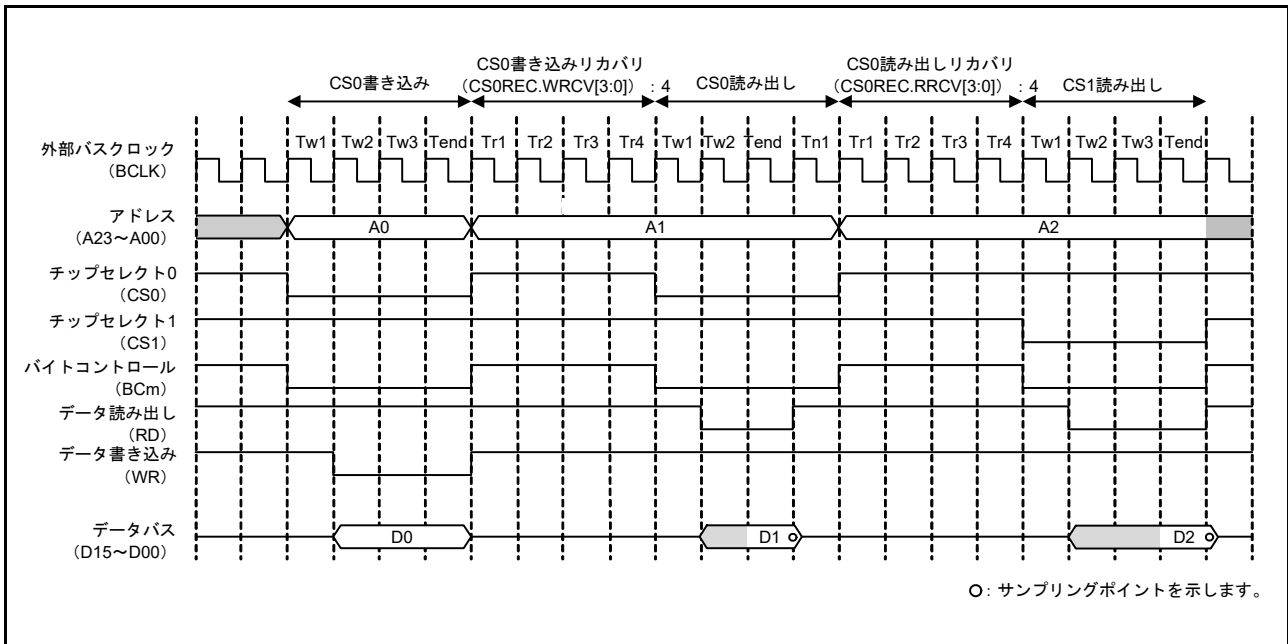 CS0書き込み
CS0書き込みリカバリ
（CS0REC.WRCV[3:0]）：4
CS0読み出し
CS0読み出しリカバリ
（CS0REC.RRCV[3:0]）：4
CS1読み出し
外部バスクロック
（BCLK）
Tw1 Tw2 Tw3 Tend Tr1 Tr2 Tr3 Tr4 Tw1 Tw2 Tend Tn1 Tr1 Tr2 Tr3 Tr4 Tw1 Tw2 Tw3 Tend
アドレス
（A23～A00）
A0 A1 A2
チップセレクト0
（CS0）
チップセレクト1
（CS1）
バイトコントロール
（BCm）
データ読み出し
（RD）
データ書き込み
（WR）
データバス
（D15～D00）
D0 D1 D2
：サンプリングポイントを示します。